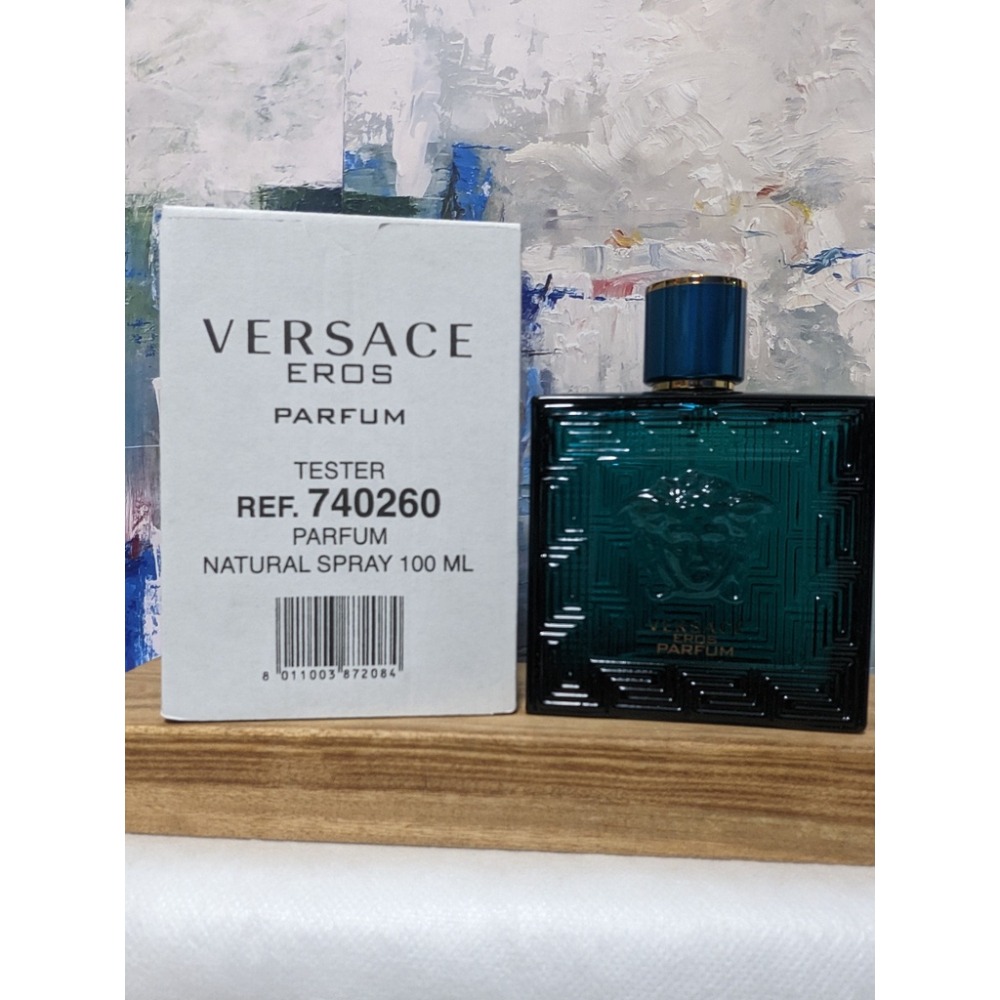 VERSACE
EROS
PARFUM
TESTER
REF. 740260
PARFUM
NATURAL SPRAY 100 ML
8 011003 872084
VERSACE
EROS
PARFUM